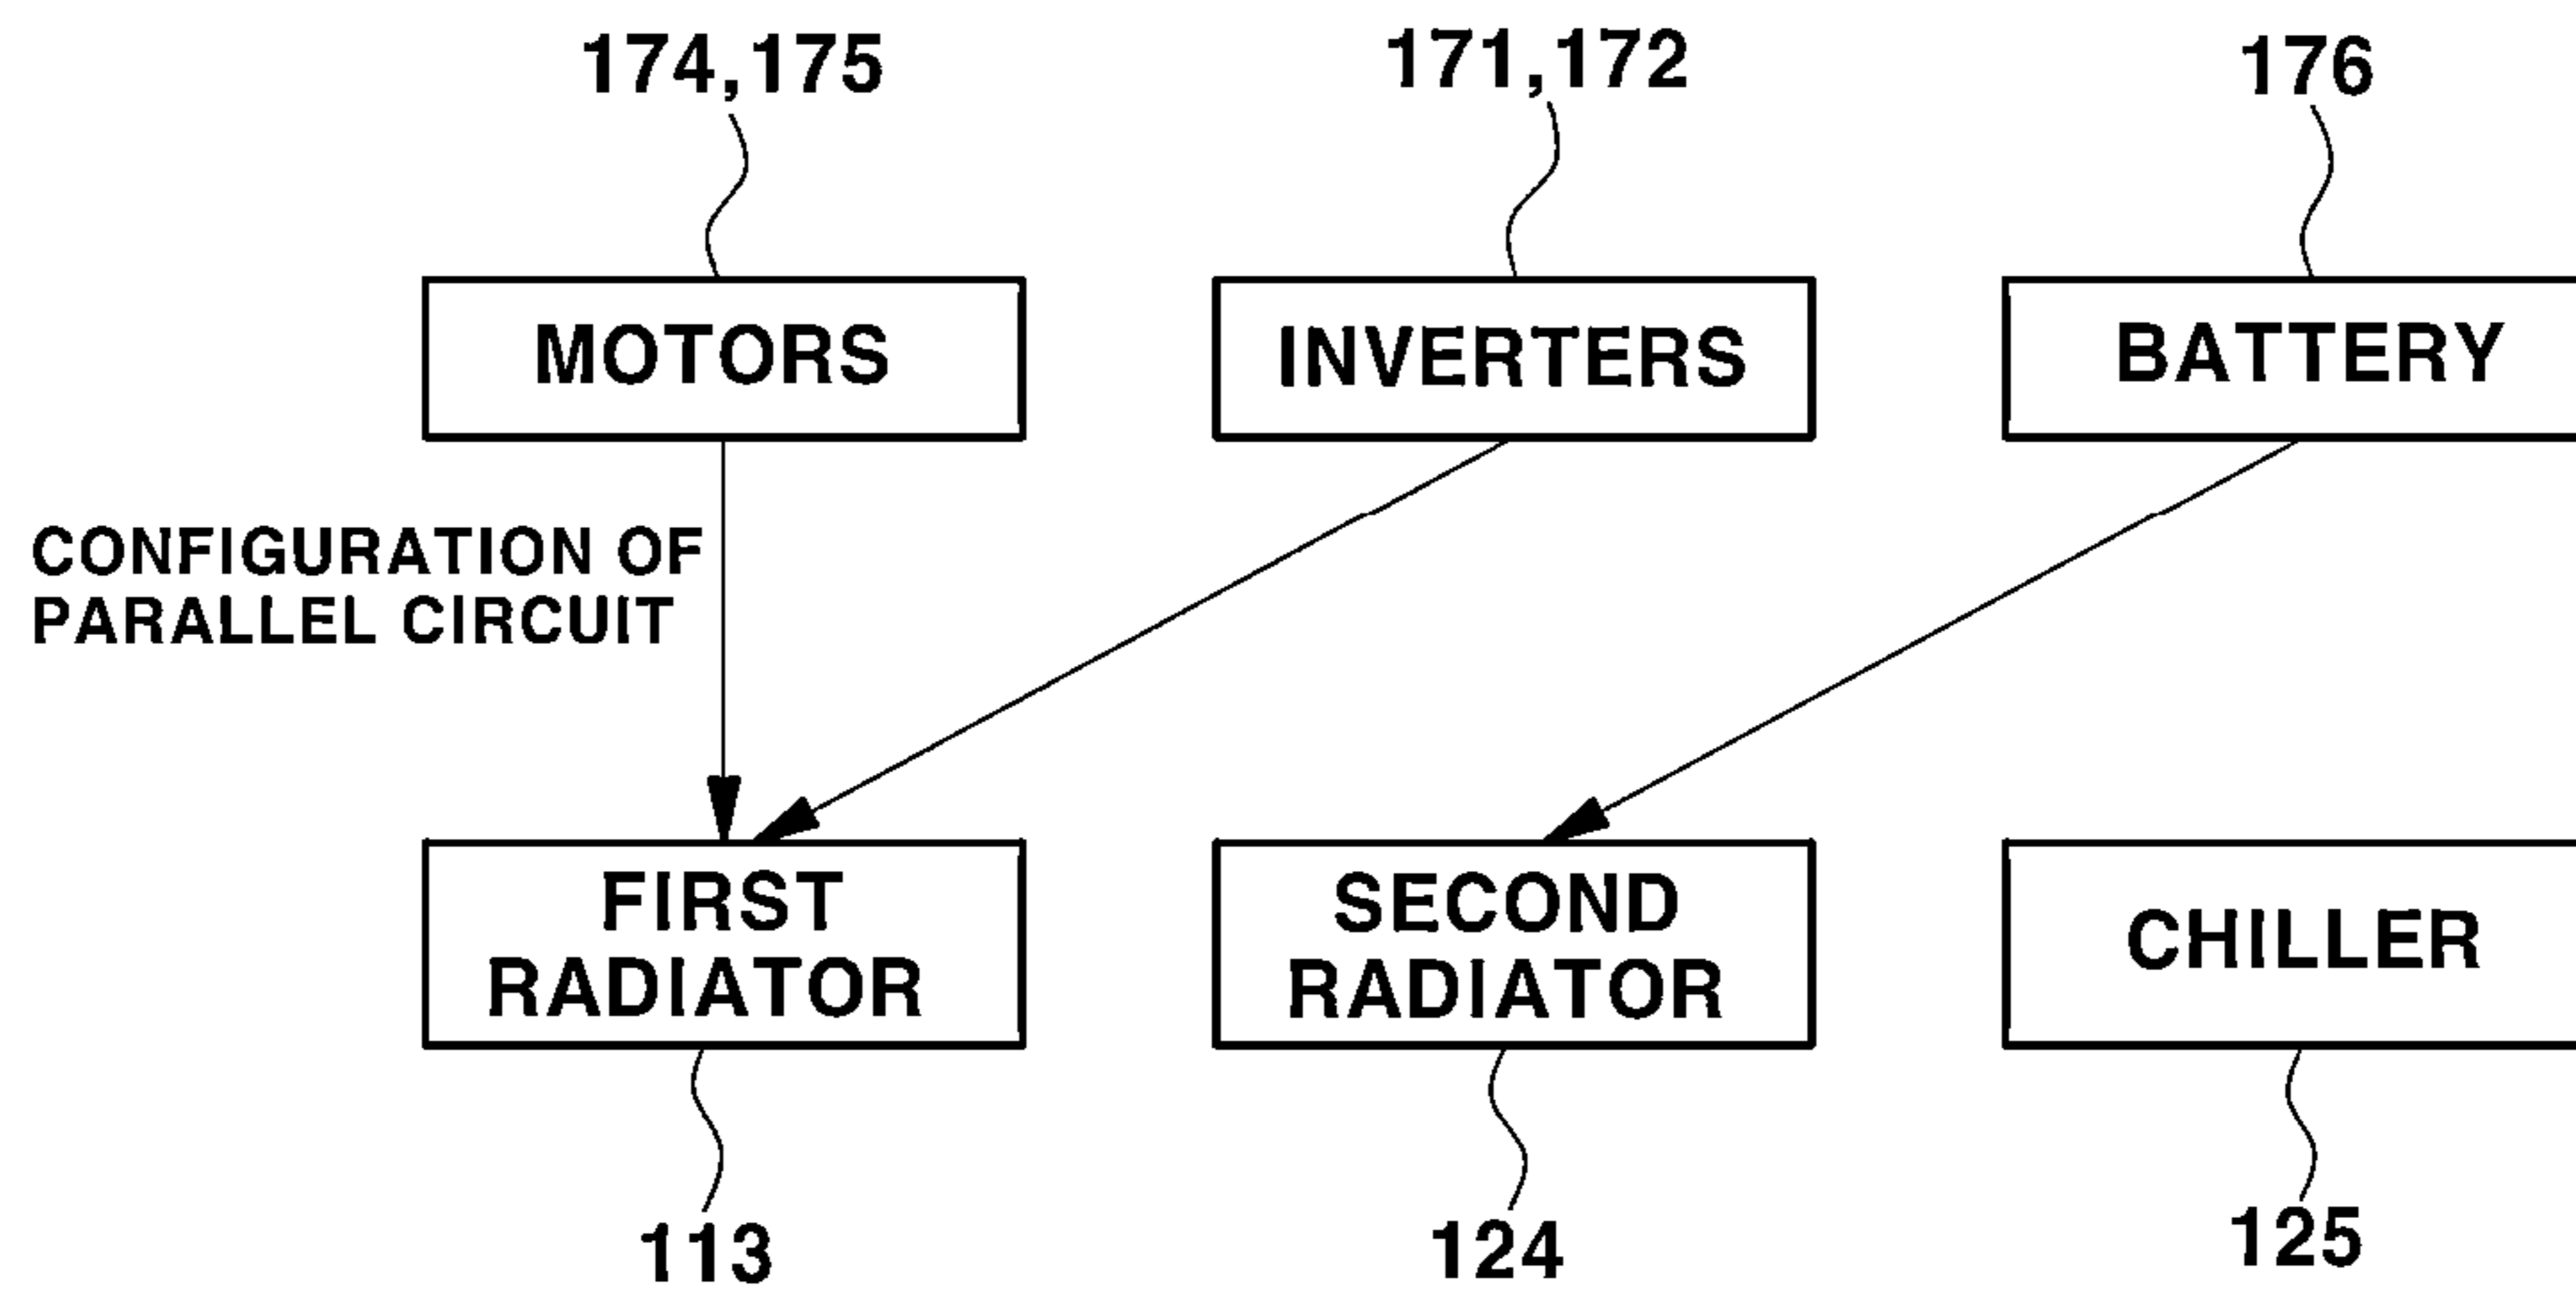 174,175
171,172
176
MOTORS
INVERTERS
BATTERY
CONFIGURATION OF
PARALLEL CIRCUIT
FIRST
RADIATOR
SECOND
RADIATOR
CHILLER
113
124
125